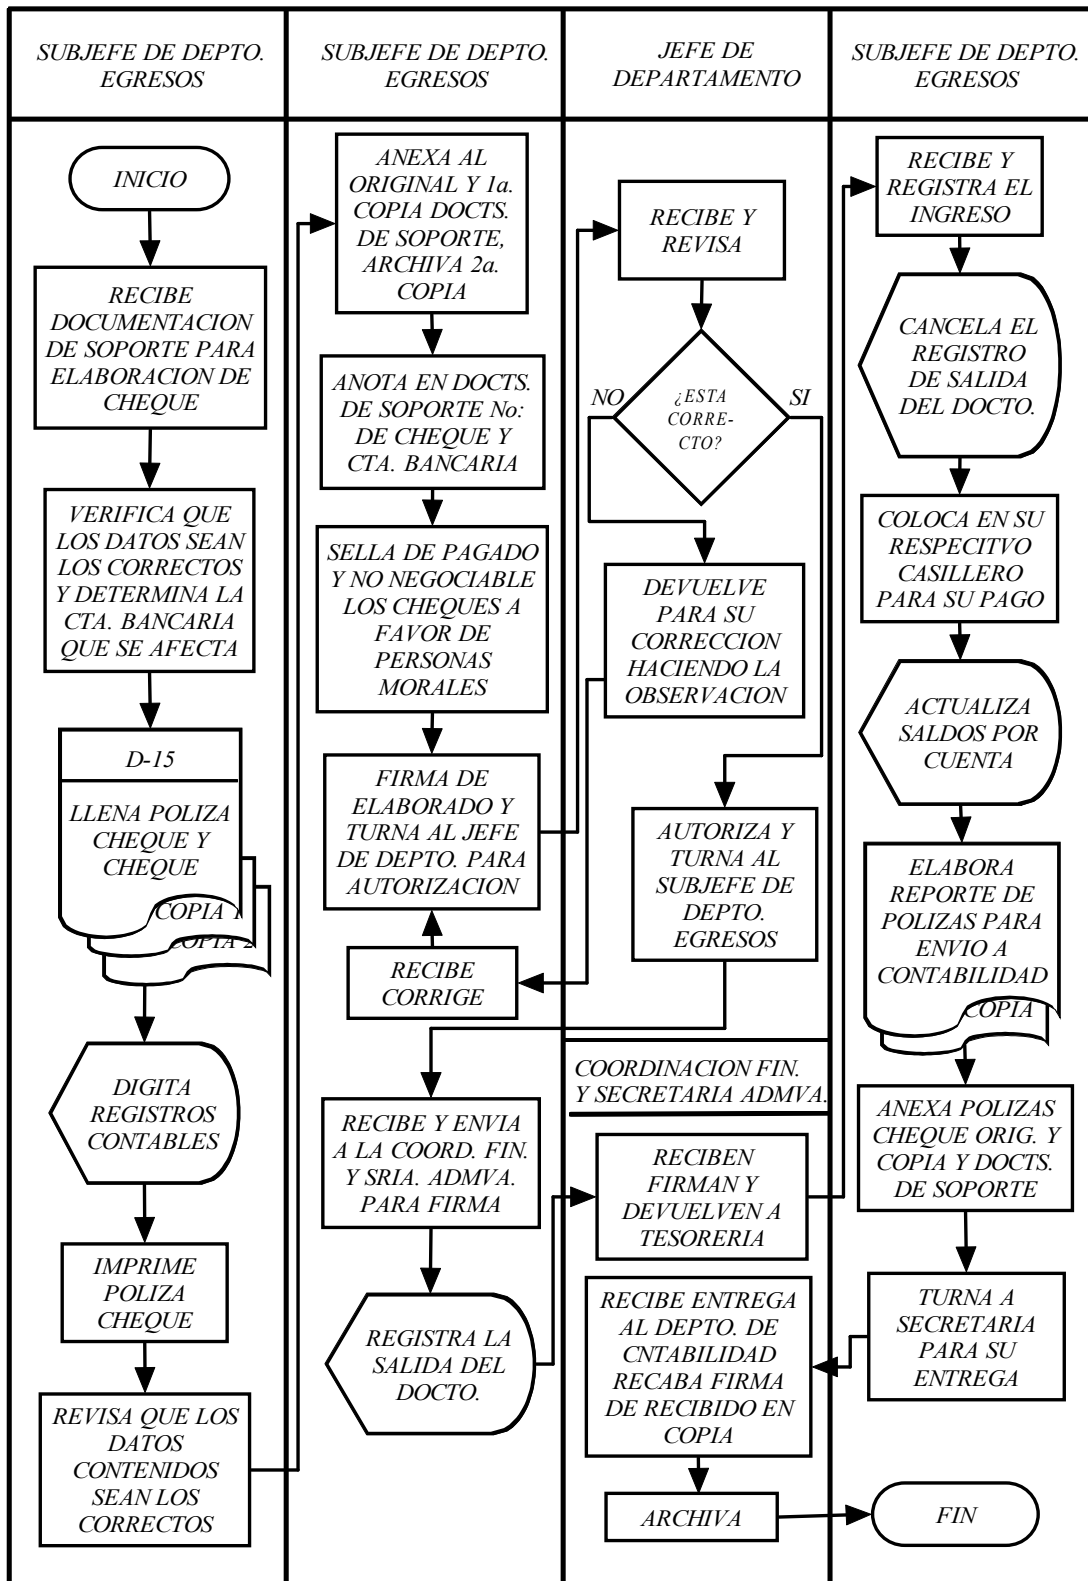 SUBJEFE DE DEPTO.
EGRESOS
SUBJEFE DE DEPTO.
EGRESOS
JEFE DE
DEPARTAMENTO
SUBJEFE DE DEPTO.
EGRESOS
INICIO
RECIBE
DOCUMENTACION
DE SOPORTE PARA
ELABORACION DE
CHEQUE
VERIFICA QUE
LOS DATOS SEAN
LOS CORRECTOS
Y DETERMINA LA
CTA. BANCARIA
QUE SE AFECTA
D-15
LLENA POLIZA
CHEQUE Y
CHEQUE
COPIA 1
COPIA 2
DIGITA
REGISTROS
CONTABLES
IMPRIME
POLIZA
CHEQUE
REVISA QUE LOS
DATOS
CONTENIDOS
SEAN LOS
CORRECTOS
ANEXA AL
ORIGINAL Y 1a.
COPIA DOCTS.
DE SOPORTE,
ARCHIVA 2a.
COPIA
ANOTA EN DOCTS.
DE SOPORTE No:
DE CHEQUE Y
CTA. BANCARIA
SELLA DE PAGADO
Y NO NEGOCIABLE
LOS CHEQUES A
FAVOR DE
PERSONAS
MORALES
FIRMA DE
ELABORADO Y
TURNA AL JEFE
DE DEPTO. PARA
AUTORIZACION
RECIBE
CORRIGE
RECIBE Y ENVIA
A LA COORD. FIN.
Y SRIA. ADMVA.
PARA FIRMA
REGISTRA LA
SALIDA DEL
DOCTO.
RECIBE Y
REVISA
NO
SI
¿ESTA
CORRE-
CTO?
DEVUELVE
PARA SU
CORRECCION
HACIENDO LA
OBSERVACION
AUTORIZA Y
TURNA AL
SUBJEFE DE
DEPTO.
EGRESOS
COORDINACION FIN.
Y SECRETARIA ADMVA.
RECIBEN
FIRMAN Y
DEVUELVEN A
TESORERIA
RECIBE ENTREGA
AL DEPTO. DE
CNTABILIDAD
RECABA FIRMA
DE RECIBIDO EN
COPIA
ARCHIVA
RECIBE Y
REGISTRA EL
INGRESO
CANCELA EL
REGISTRO
DE SALIDA
DEL DOCTO.
COLOCA EN SU
RESPECITVO
CASILLERO
PARA SU PAGO
ACTUALIZA
SALDOS POR
CUENTA
ELABORA
REPORTE DE
POLIZAS PARA
ENVIO A
CONTABILIDAD
COPIA
ANEXA POLIZAS
CHEQUE ORIG. Y
COPIA Y DOCTS.
DE SOPORTE
TURNA A
SECRETARIA
PARA SU
ENTREGA
FIN